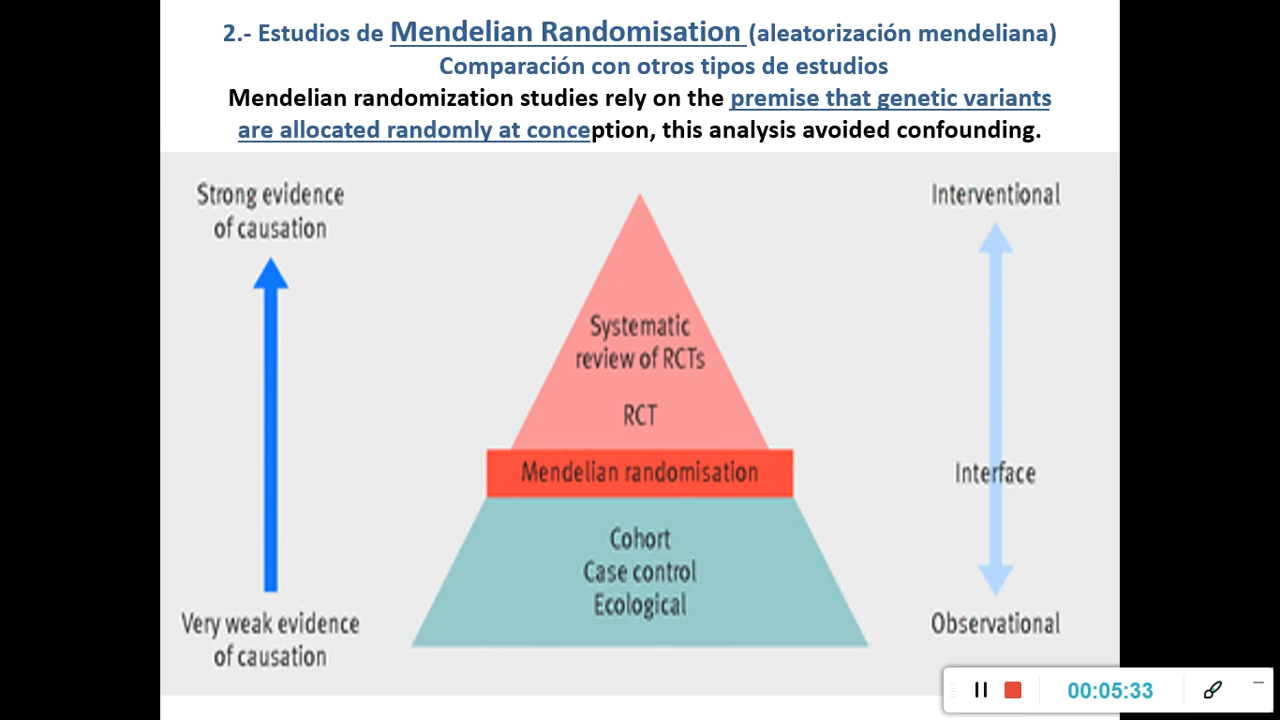 2.- Estudios de Mendelian Randomisation (aleatorización mendeliana)
Comparación con otros tipos de estudios
Mendelian randomization studies rely on the premise that genetic variants
are allocated randomly at conception, this analysis avoided confounding.
Strong evidence
of causation
Interventional
Systematic
review of RCTs
RCT
Mendelian randomisation
Interface
Cohort
Case control
Ecological
Very weak evidence
of causation
Observational
00:05:33